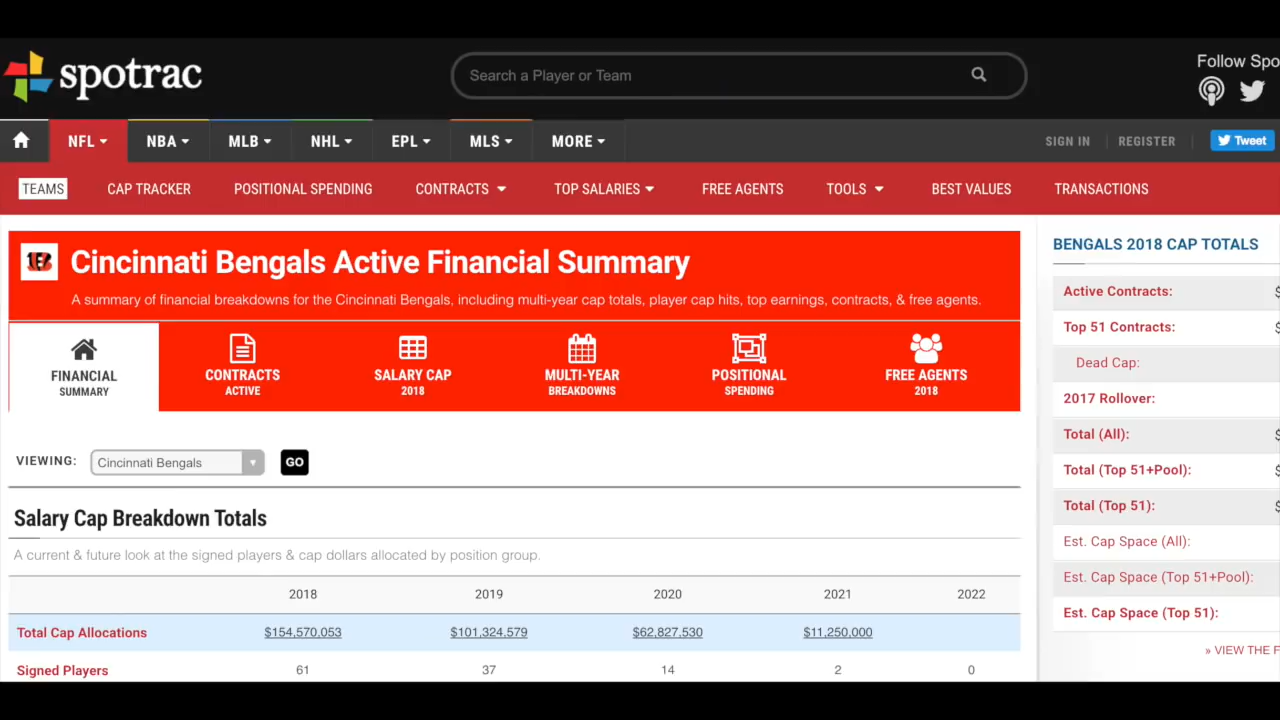 spotrac
Search a Player or Team
Follow Spo
NFL NBA MLB NHL EPL MLS MORE SIGN IN REGISTER Tweet
TEAMS CAP TRACKER POSITIONAL SPENDING CONTRACTS TOP SALARIES FREE AGENTS TOOLS BEST VALUES TRANSACTIONS
Cincinnati Bengals Active Financial Summary
A summary of financial breakdowns for the Cincinnati Bengals, including multi-year cap totals, player cap hits, top earnings, contracts, & free agents.
FINANCIAL SUMMARY
CONTRACTS ACTIVE
SALARY CAP 2018
MULTI-YEAR BREAKDOWNS
POSITIONAL SPENDING
FREE AGENTS 2018
VIEWING: Cincinnati Bengals GO
Salary Cap Breakdown Totals
A current & future look at the signed players & cap dollars allocated by position group.
2018 2019 2020 2021 2022
Total Cap Allocations $154,570,053 $101,324,579 $62,827,530 $11,250,000
Signed Players 61 37 14 2 0
BENGALS 2018 CAP TOTALS
Active Contracts: $
Top 51 Contracts: $
Dead Cap:
2017 Rollover:
Total (All): $
Total (Top 51+Pool): $
Total (Top 51): $
Est. Cap Space (All):
Est. Cap Space (Top 51+Pool):
Est. Cap Space (Top 51):
» VIEW THE F